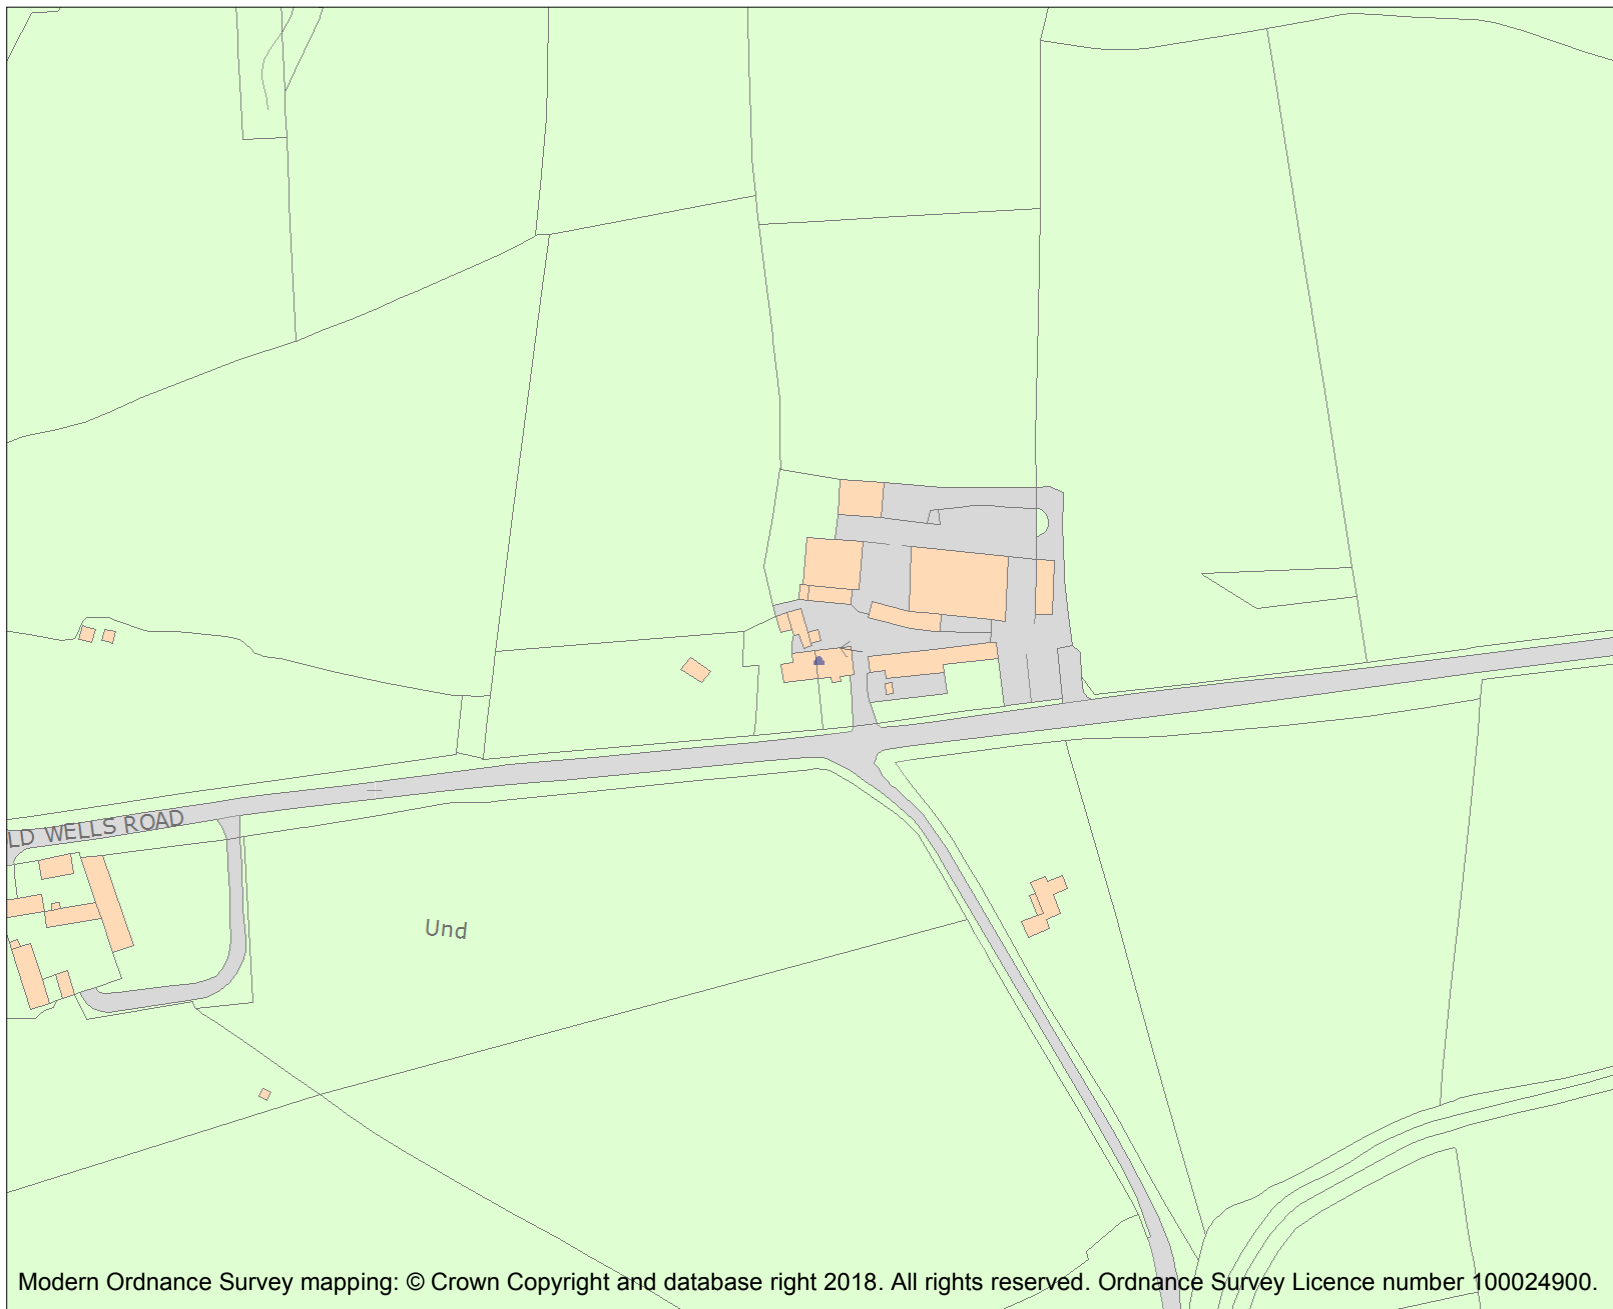 LD WELLS ROAD
Und
Modern Ordnance Survey mapping: © Crown Copyright and database right 2018. All rights reserved. Ordnance Survey Licence number 100024900.